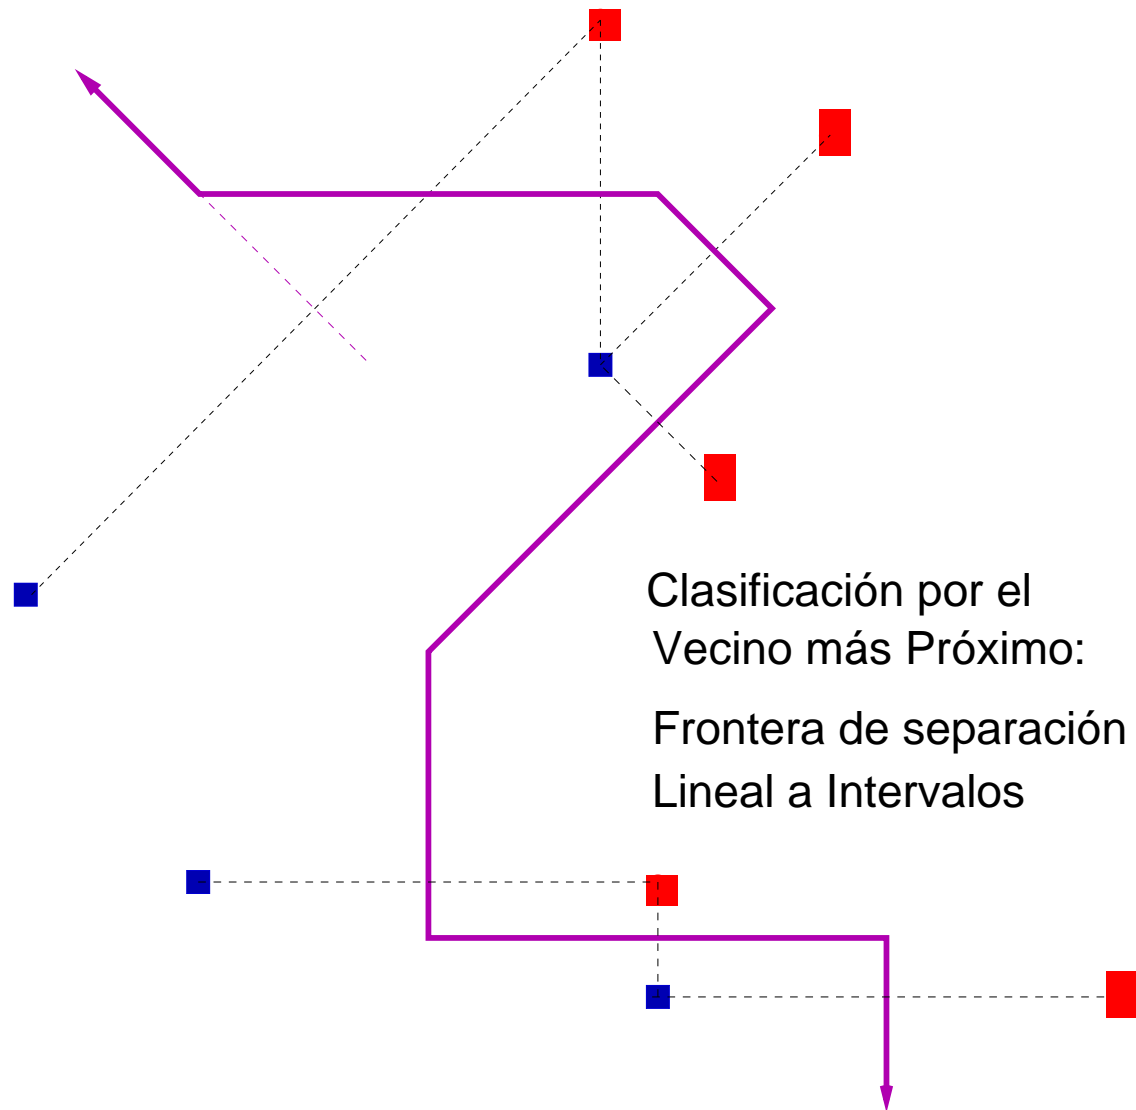 Clasificación por el
Vecino más Próximo:
Frontera de separación
Lineal a Intervalos